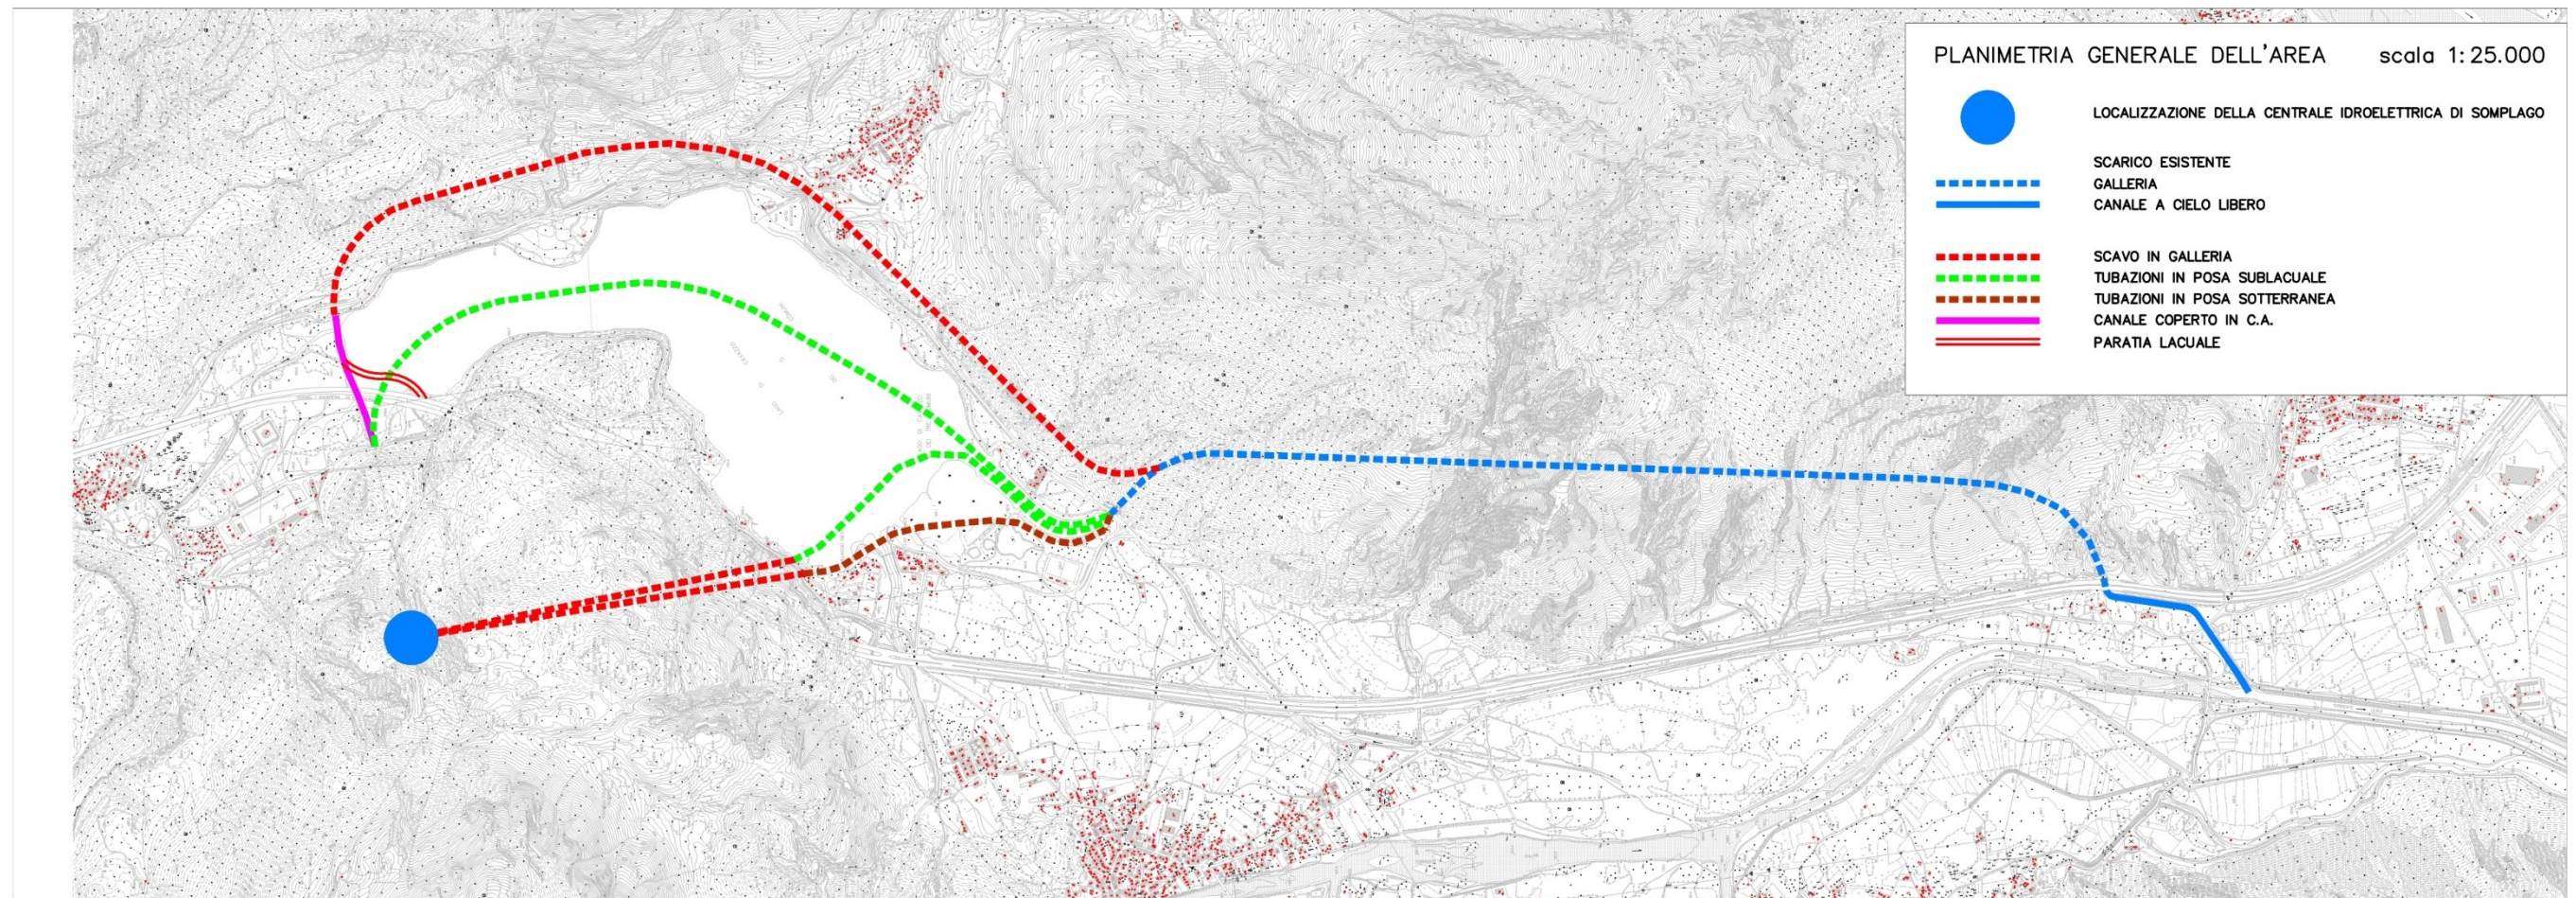 PLANIMETRIA GENERALE DELL'AREA scala 1:25.000
LOCALIZZAZIONE DELLA CENTRALE IDROELETTRICA DI SOMPLAGO
SCARICO ESISTENTE
GALLERIA
CANALE A CIELO LIBERO
SCAVO IN GALLERIA
TUBAZIONI IN POSA SUBLACUALE
TUBAZIONI IN POSA SOTTERRANEA
CANALE COPERTO IN C.A.
PARATIA LACUALE